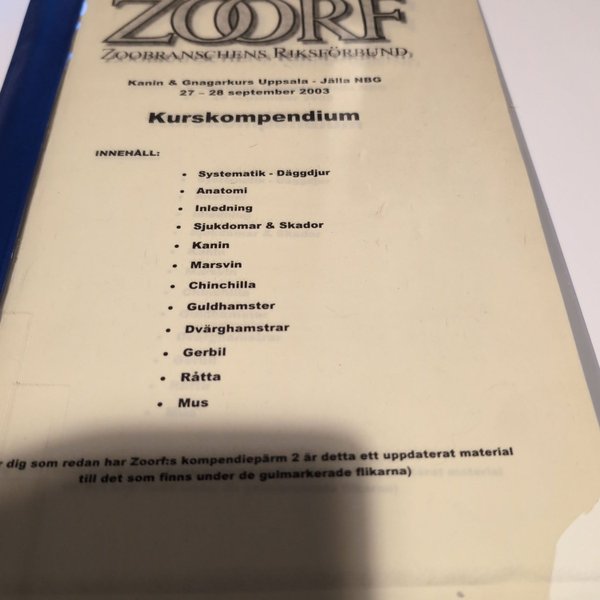 ZOORF
ZOOBRANSCHENS RIKSFÖRBUND
Kanin & Gnagarkurs Uppsala - Jälla NBG
27 – 28 september 2003
Kurskompendium
INNEHÅLL:
• Systematik - Däggdjur
• Anatomi
• Inledning
• Sjukdomar & Skador
• Kanin
• Marsvin
• Chinchilla
• Guldhamster
• Dvärghamstrar
• Gerbil
• Råtta
• Mus
dig som redan har Zoorf:s kompendiepärm 2 är detta ett uppdaterat material
till det som finns under de gulmarkerade flikarna)